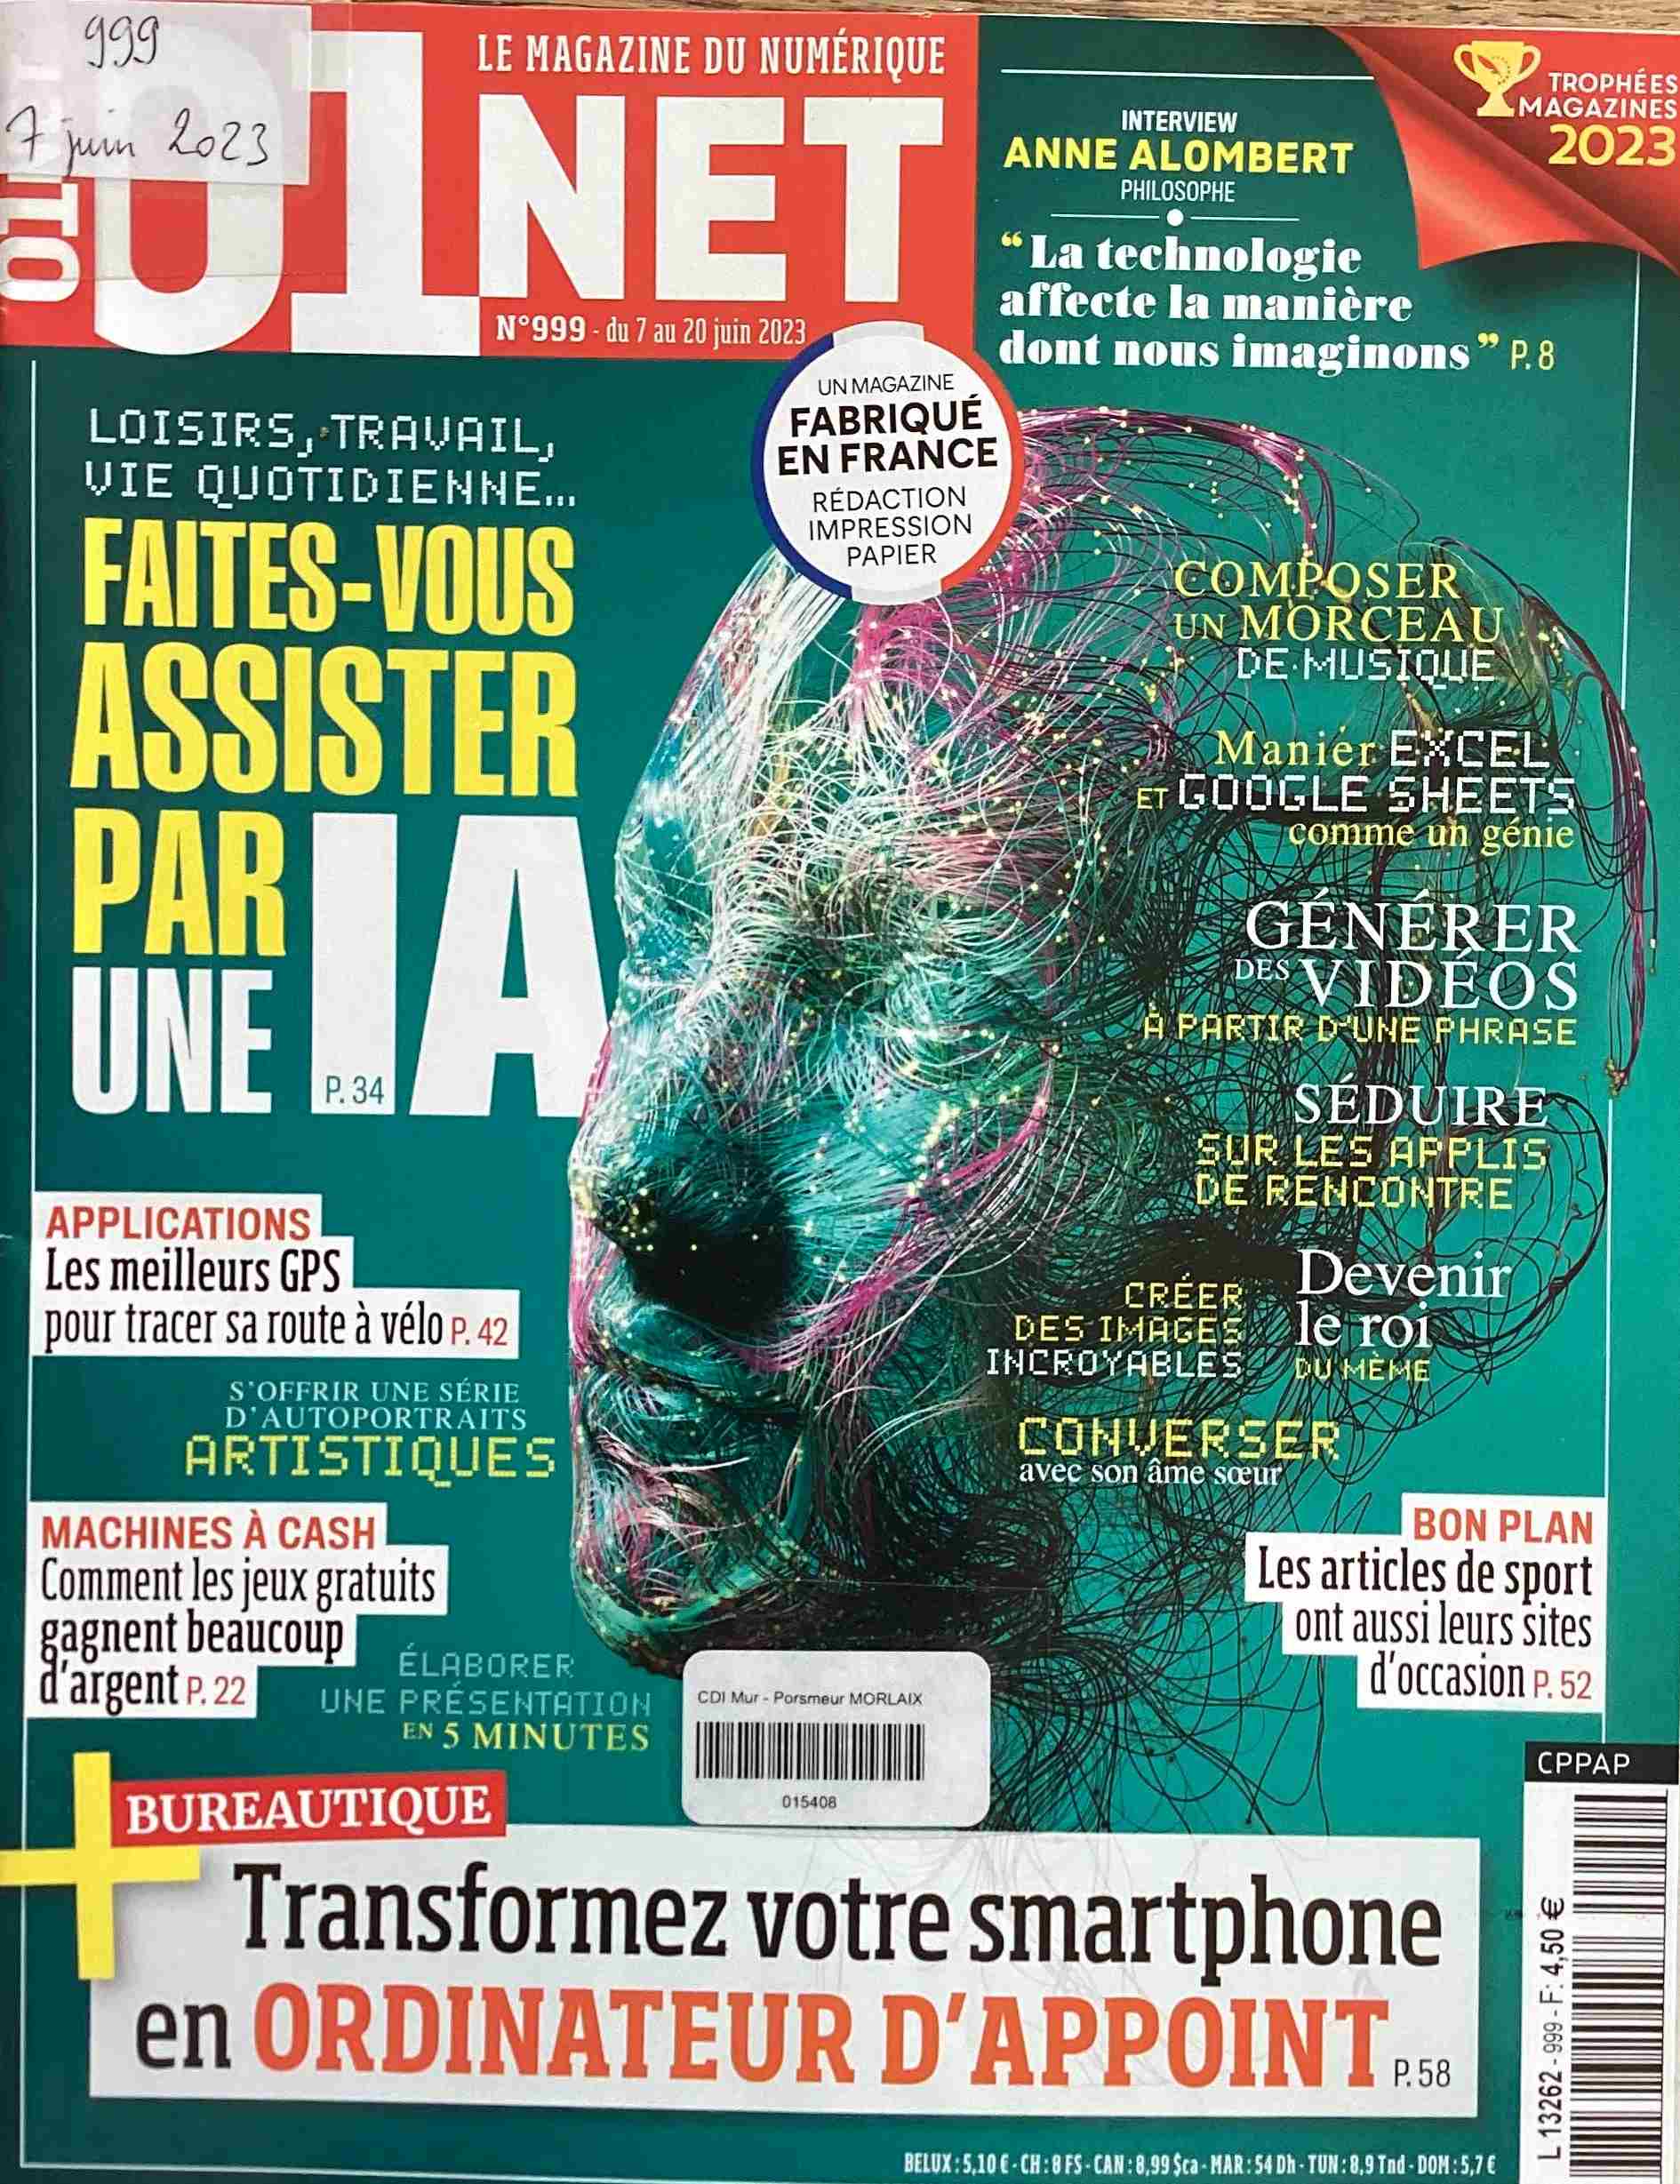 999
7 juin 2023
01NET
LE MAGAZINE DU NUMÉRIQUE
N°999 - du 7 au 20 juin 2023
INTERVIEW
ANNE ALOMBERT
PHILOSOPHE
“La technologie
affecte la manière
dont nous imaginons” P.8
TROPHÉES
MAGAZINES
2023
UN MAGAZINE
FABRIQUÉ
EN FRANCE
RÉDACTION
IMPRESSION
PAPIER
LOISIRS, TRAVAIL,
VIE QUOTIDIENNE...
FAITES-VOUS
ASSISTER
PAR
UNE IA
P. 34
COMPOSER
UN MORCEAU
DE MUSIQUE
Manier EXCEL
ET GOOGLE SHEETS
comme un génie
GÉNÉRER
DES VIDÉOS
À PARTIR D'UNE PHRASE
SÉDUIRE
SUR LES APPLIS
DE RENCONTRE
Devenir
le roi
DU MÈME
CRÉER
DES IMAGES
INCROYABLES
CONVERSER
avec son âme sœur
APPLICATIONS
Les meilleurs GPS
pour tracer sa route à vélo P. 42
S'OFFRIR UNE SÉRIE
D'AUTOPORTRAITS
ARTISTIQUES
MACHINES À CASH
Comment les jeux gratuits
gagnent beaucoup
d'argent P. 22
ÉLABORER
UNE PRÉSENTATION
EN 5 MINUTES
BON PLAN
Les articles de sport
ont aussi leurs sites
d'occasion P. 52
CDI Mur - Porsmeur MORLAIX
015408
CPPAP
BUREAUTIQUE
Transformez votre smartphone
en ORDINATEUR D'APPOINT P. 58
L 13262 - 999 - F: 4,50 €
BELUX : 5,10 € - CH : 8 FS - CAN : 8,99 $ca - MAR : 54 Dh - TUN : 8,9 Tnd - DOM : 5,7 €